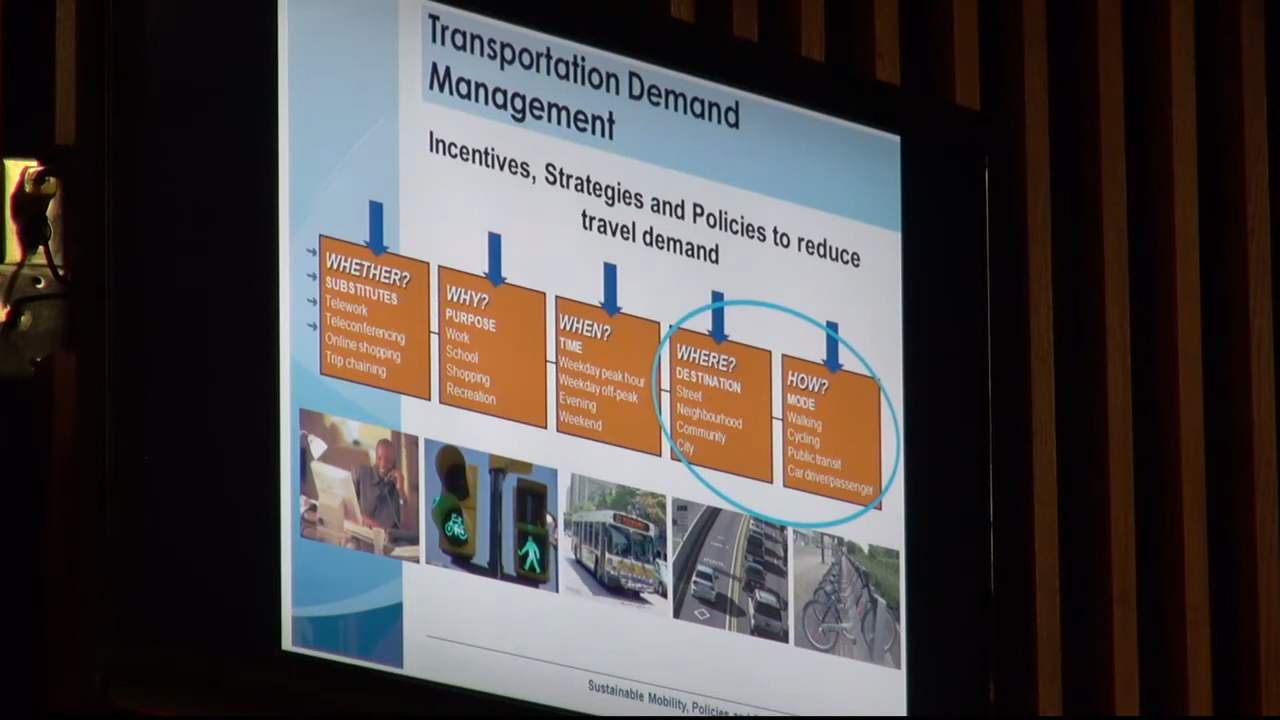 Transportation Demand
Management
Incentives, Strategies and Policies to reduce
travel demand
WHETHER?
SUBSTITUTES
Telework
Teleconferencing
Online shopping
Trip chaining
WHY?
PURPOSE
Work
School
Shopping
Recreation
WHEN?
TIME
Weekday peak hour
Weekday off-peak
Evening
Weekend
WHERE?
DESTINATION
Street
Neighbourhood
Community
City
HOW?
MODE
Walking
Cycling
Public transit
Car driver/passenger
Sustainable Mobility, Policies